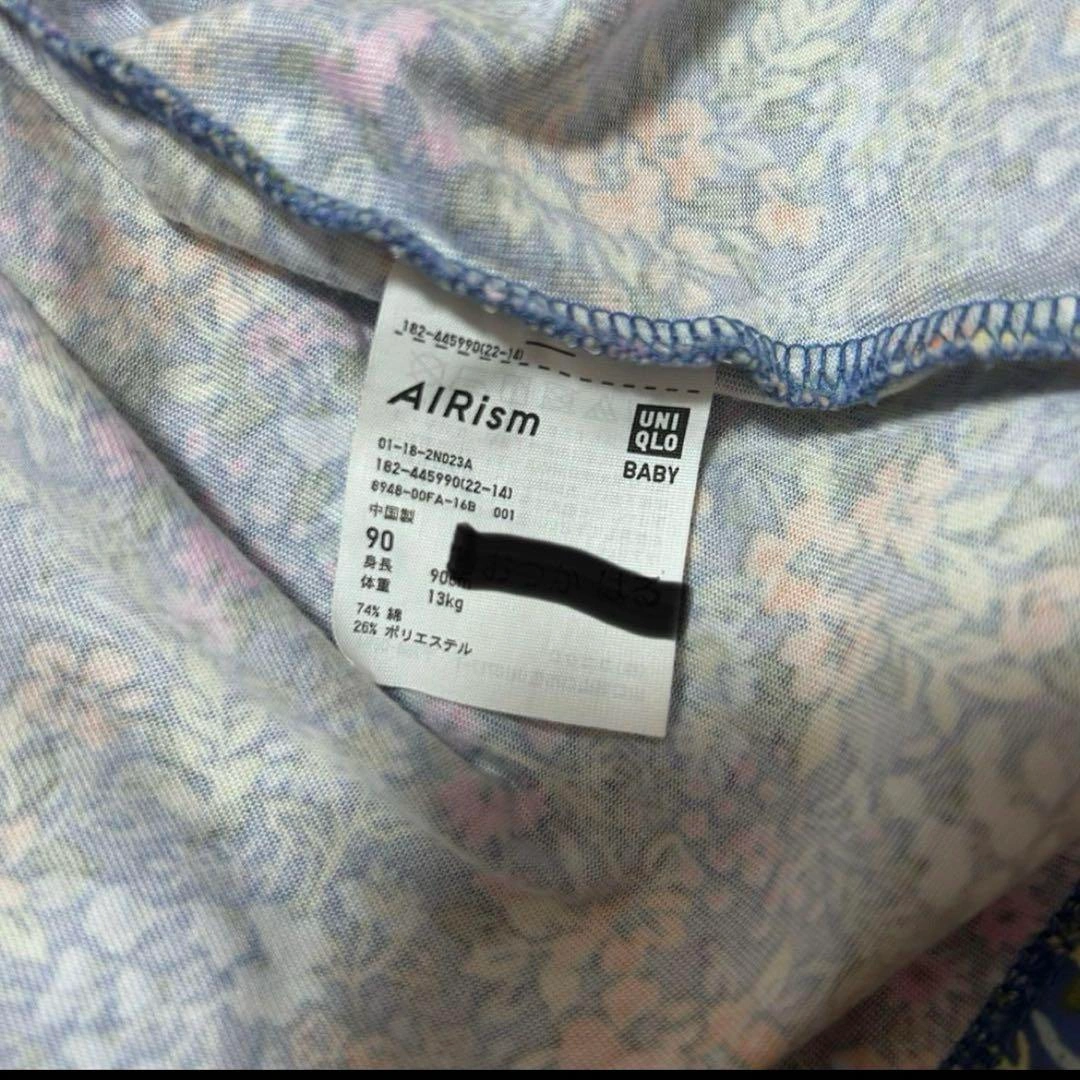 182-445990(22-14)
AIRism
UNI
QLO
BABY
01-18-2N023A
182-445990(22-14)
8948-00FA-16B 001
中国製
90
身長 90cm
体重 13kg
74% 綿
26% ポリエステル